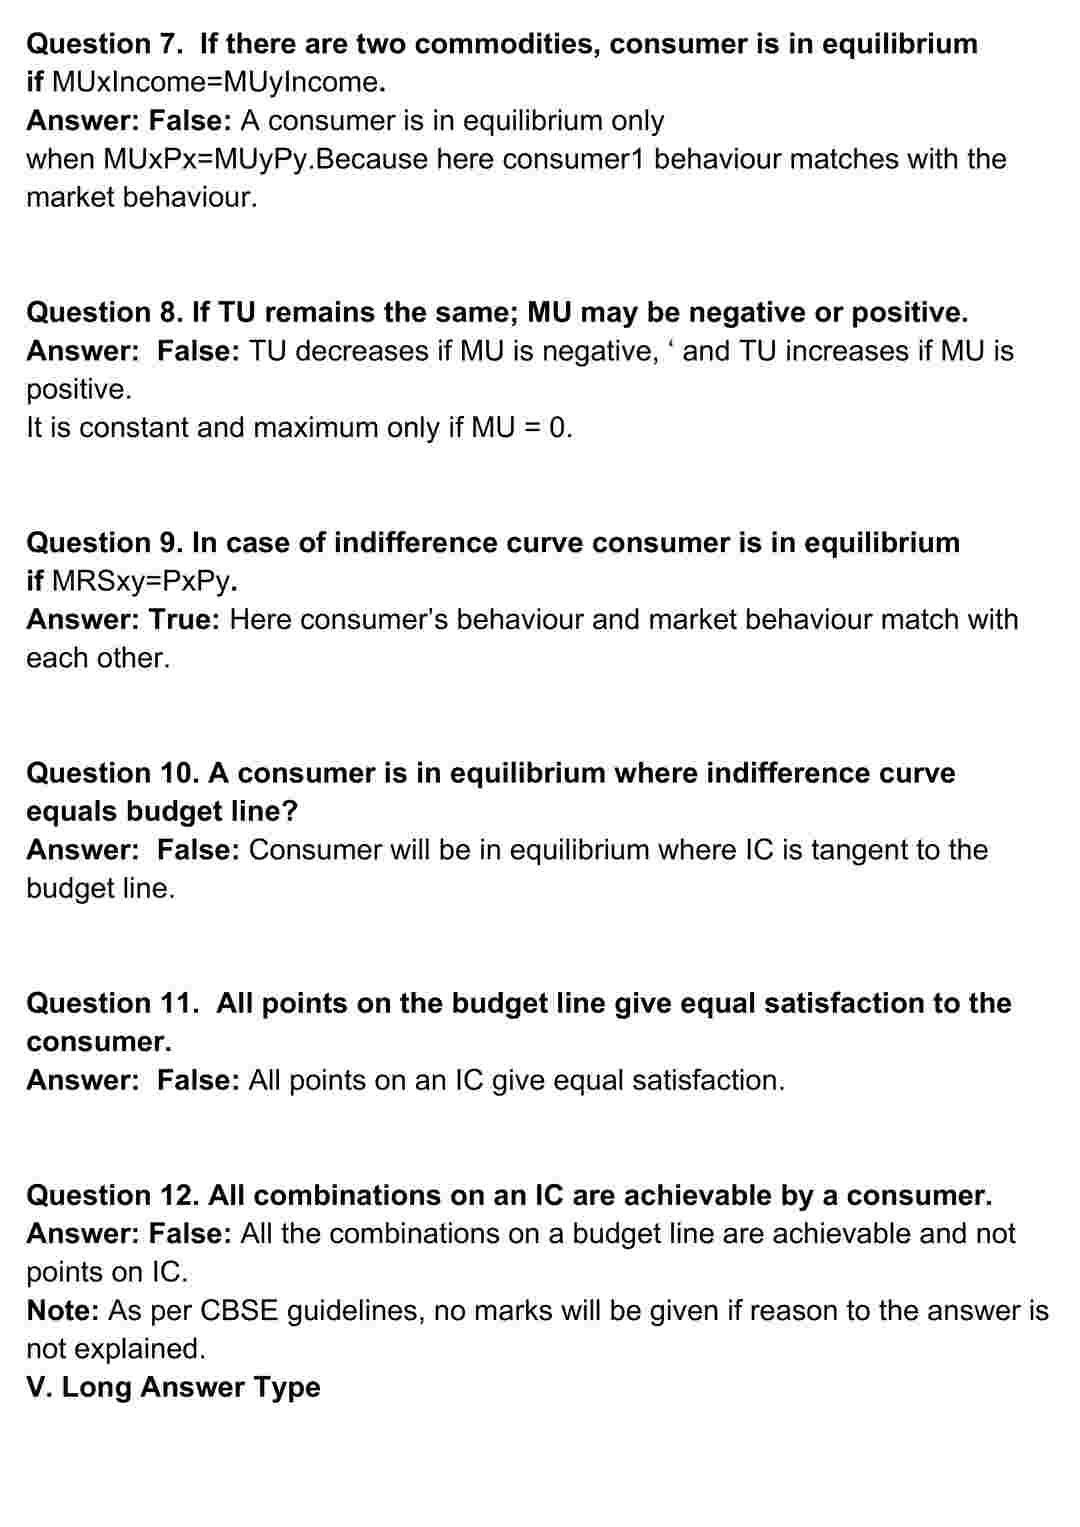 Question 7.  If there are two commodities, consumer is in equilibrium
if MUxIncome=MUyIncome.
Answer: False: A consumer is in equilibrium only
when MUxPx=MUyPy.Because here consumer1 behaviour matches with the
market behaviour.
Question 8. If TU remains the same; MU may be negative or positive.
Answer:  False: TU decreases if MU is negative, ‘ and TU increases if MU is
positive.
It is constant and maximum only if MU = 0.
Question 9. In case of indifference curve consumer is in equilibrium
if MRSxy=PxPy.
Answer: True: Here consumer's behaviour and market behaviour match with
each other.
Question 10. A consumer is in equilibrium where indifference curve
equals budget line?
Answer:  False: Consumer will be in equilibrium where IC is tangent to the
budget line.
Question 11.  All points on the budget line give equal satisfaction to the
consumer.
Answer:  False: All points on an IC give equal satisfaction.
Question 12. All combinations on an IC are achievable by a consumer.
Answer: False: All the combinations on a budget line are achievable and not
points on IC.
Note: As per CBSE guidelines, no marks will be given if reason to the answer is
not explained.
V. Long Answer Type